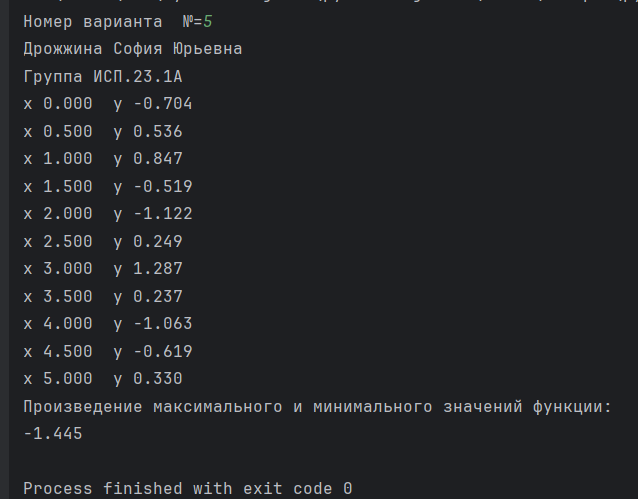 Номер варианта  №=5
Дрожжина София Юрьевна
Группа ИСП.23.1А
x 0.000  y -0.704
x 0.500  y 0.536
x 1.000  y 0.847
x 1.500  y -0.519
x 2.000  y -1.122
x 2.500  y 0.249
x 3.000  y 1.287
x 3.500  y 0.237
x 4.000  y -1.063
x 4.500  y -0.619
x 5.000  y 0.330
Произведение максимального и минимального значений функции:
-1.445
Process finished with exit code 0